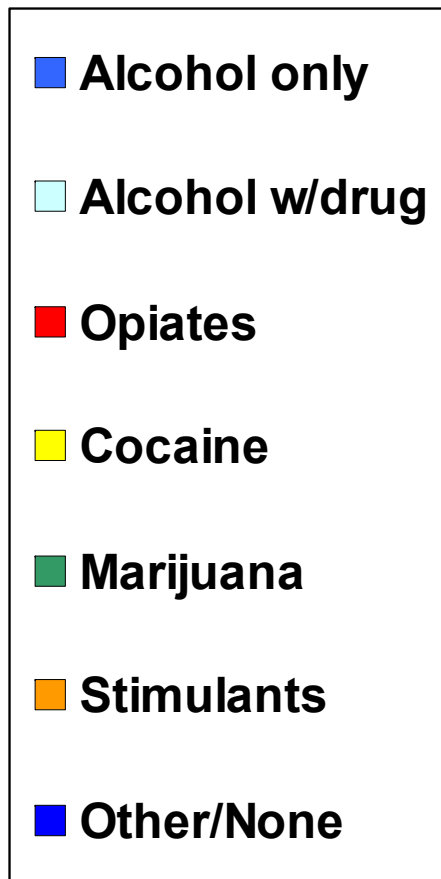 Alcohol only
Alcohol w/drug
Opiates
Cocaine
Marijuana
Stimulants
Other/None